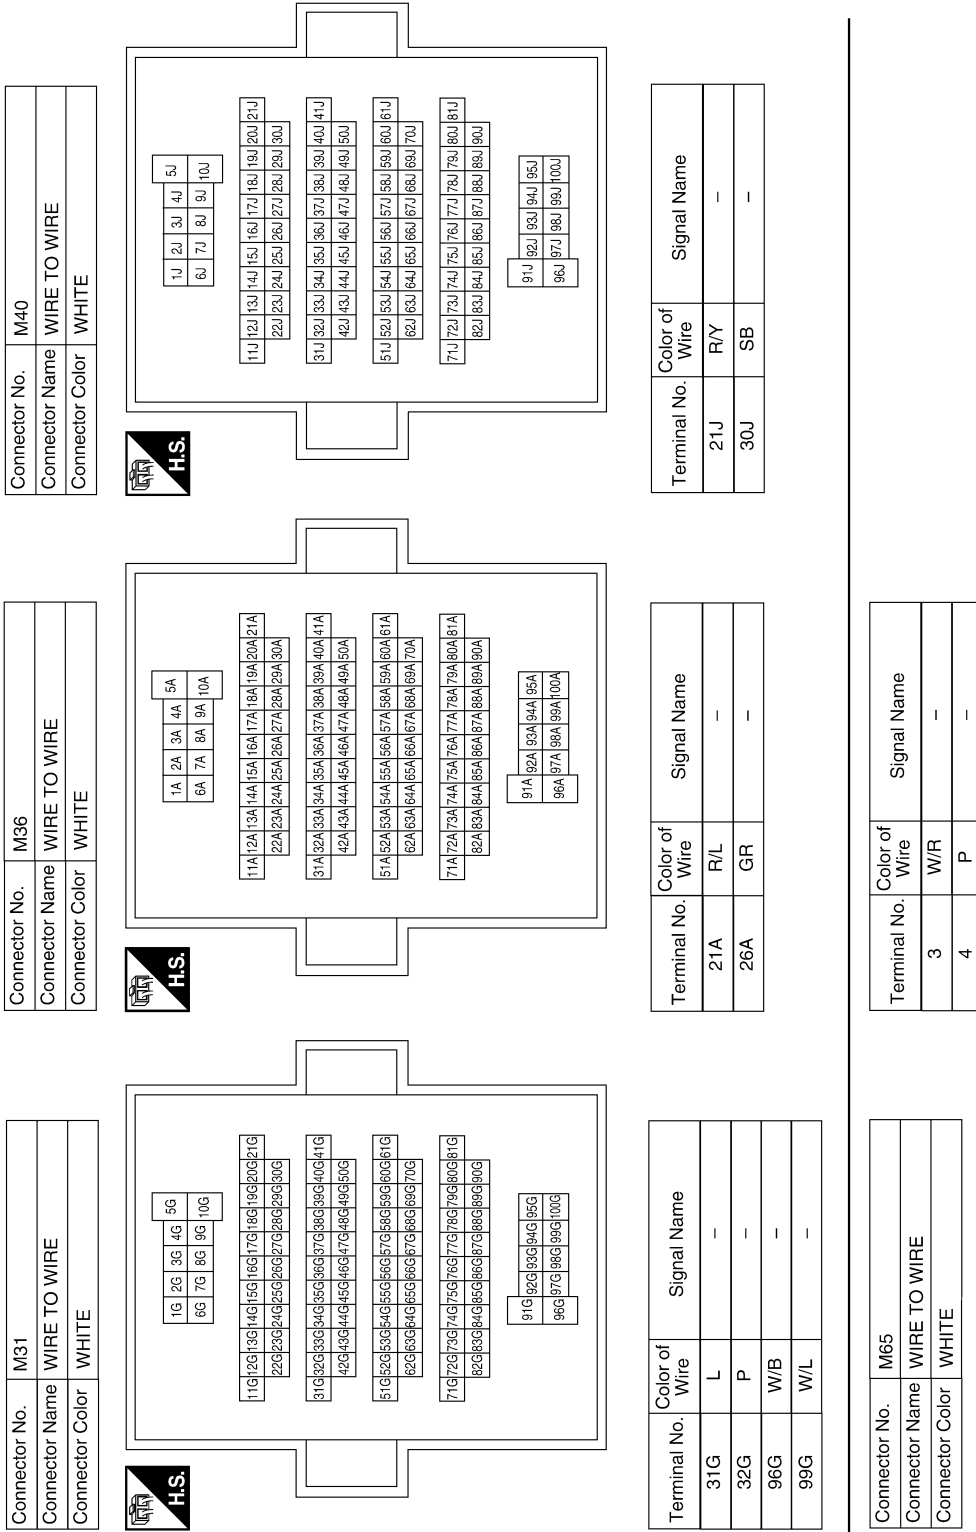 Connector No. M31
Connector Name WIRE TO WIRE
Connector Color WHITE
H.S.
1G 2G 3G 4G 5G
6G 7G 8G 9G 10G
11G 12G 13G 14G 15G 16G 17G 18G 19G 20G 21G
22G 23G 24G 25G 26G 27G 28G 29G 30G
31G 32G 33G 34G 35G 36G 37G 38G 39G 40G 41G
42G 43G 44G 45G 46G 47G 48G 49G 50G
51G 52G 53G 54G 55G 56G 57G 58G 59G 60G 61G
62G 63G 64G 65G 66G 67G 68G 69G 70G
71G 72G 73G 74G 75G 76G 77G 78G 79G 80G 81G
82G 83G 84G 85G 86G 87G 88G 89G 90G
91G 92G 93G 94G 95G
96G 97G 98G 99G 100G
Terminal No. Color of Wire Signal Name
31G L –
32G P –
96G W/B –
99G W/L –
Connector No. M36
Connector Name WIRE TO WIRE
Connector Color WHITE
H.S.
1A 2A 3A 4A 5A
6A 7A 8A 9A 10A
11A 12A 13A 14A 15A 16A 17A 18A 19A 20A 21A
22A 23A 24A 25A 26A 27A 28A 29A 30A
31A 32A 33A 34A 35A 36A 37A 38A 39A 40A 41A
42A 43A 44A 45A 46A 47A 48A 49A 50A
51A 52A 53A 54A 55A 56A 57A 58A 59A 60A 61A
62A 63A 64A 65A 66A 67A 68A 69A 70A
71A 72A 73A 74A 75A 76A 77A 78A 79A 80A 81A
82A 83A 84A 85A 86A 87A 88A 89A 90A
91A 92A 93A 94A 95A
96A 97A 98A 99A 100A
Terminal No. Color of Wire Signal Name
21A R/L –
26A GR –
Connector No. M40
Connector Name WIRE TO WIRE
Connector Color WHITE
H.S.
1J 2J 3J 4J 5J
6J 7J 8J 9J 10J
11J 12J 13J 14J 15J 16J 17J 18J 19J 20J 21J
22J 23J 24J 25J 26J 27J 28J 29J 30J
31J 32J 33J 34J 35J 36J 37J 38J 39J 40J 41J
42J 43J 44J 45J 46J 47J 48J 49J 50J
51J 52J 53J 54J 55J 56J 57J 58J 59J 60J 61J
62J 63J 64J 65J 66J 67J 68J 69J 70J
71J 72J 73J 74J 75J 76J 77J 78J 79J 80J 81J
82J 83J 84J 85J 86J 87J 88J 89J 90J
91J 92J 93J 94J 95J
96J 97J 98J 99J 100J
Terminal No. Color of Wire Signal Name
21J R/Y –
30J SB –
Connector No. M65
Connector Name WIRE TO WIRE
Connector Color WHITE
Terminal No. Color of Wire Signal Name
3 W/R –
4 P –